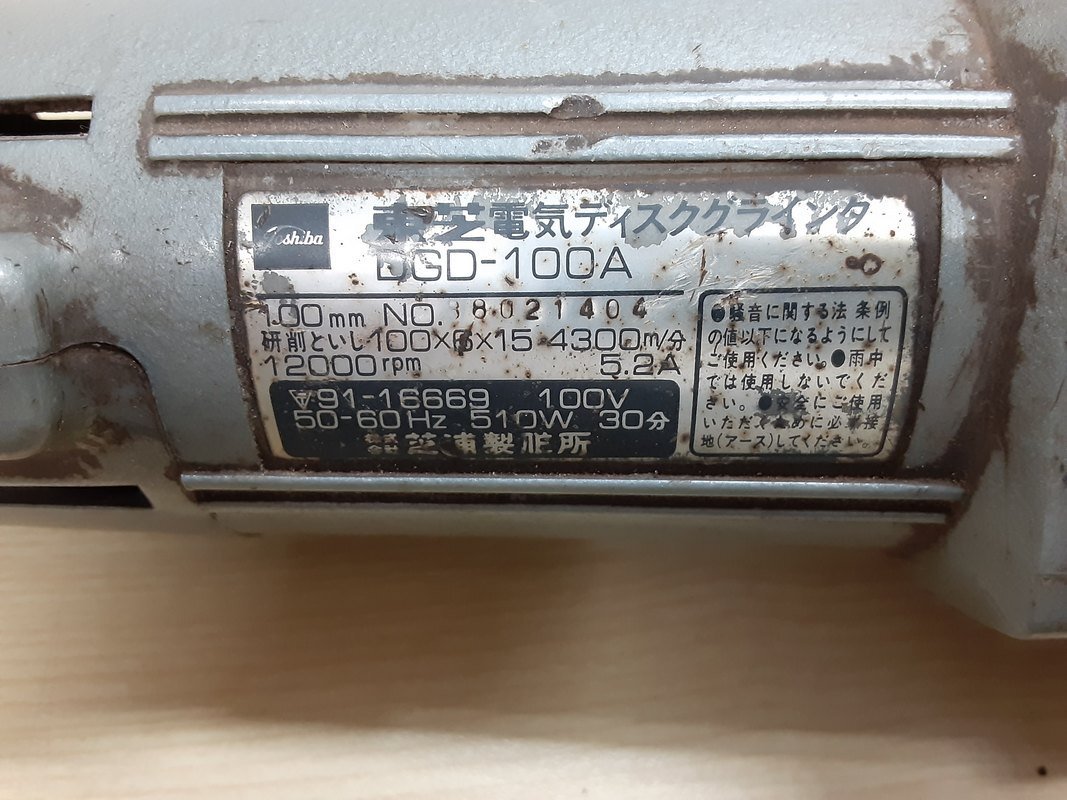 Toshiba
東芝電気ディスクグラインダ
DGD-100A
100mm NO. 8021404
研削といし100×6×15 4300m/分
12000rpm 5.2A
▽91-16669 100V
50-60Hz 510W 30分
株式会社 芝浦製作所
●騒音に関する法 条例
の値以下になるようにして
ご使用ください。●雨中
では使用しないでくだ
さい。●安全にご使用
いただくために必ず接
地(アース)してください。